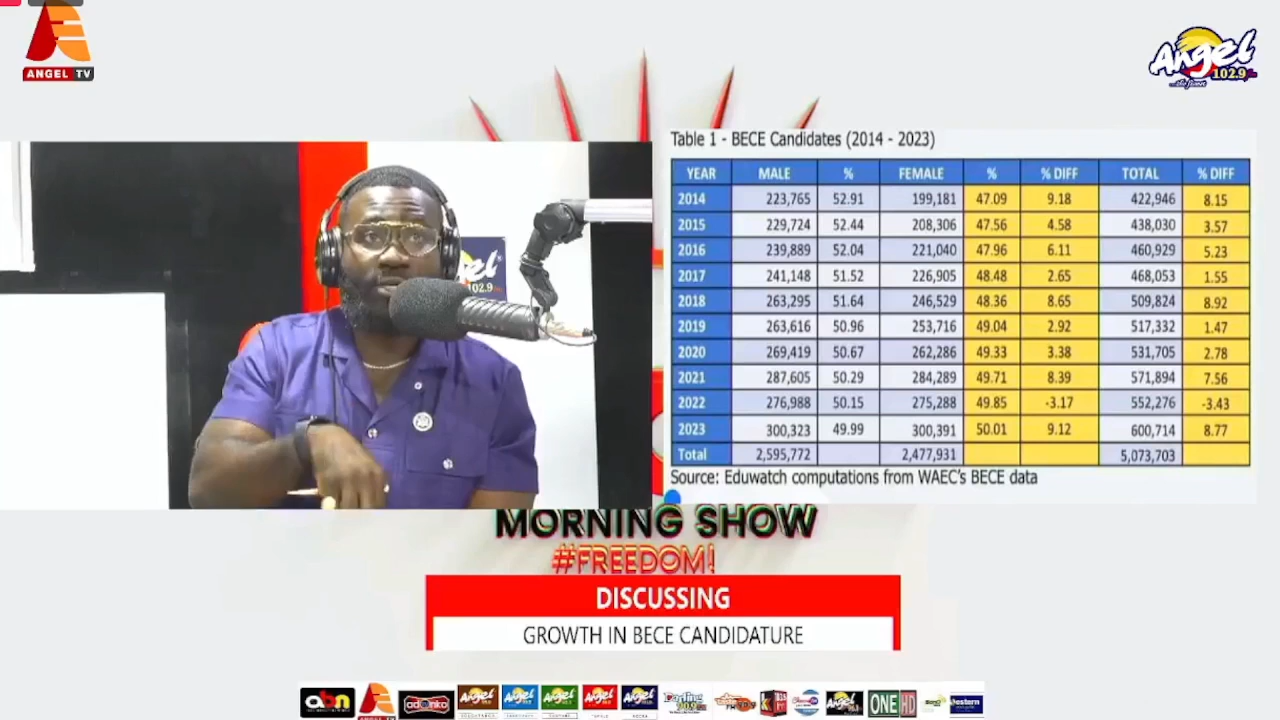 ANGEL TV
Angel
102.9
Table 1 - BECE Candidates (2014 - 2023)
YEAR MALE % FEMALE % % DIFF TOTAL % DIFF
2014 223,765 52.91 199,181 47.09 9.18 422,946 8.15
2015 229,724 52.44 208,306 47.56 4.58 438,030 3.57
2016 239,889 52.04 221,040 47.96 6.11 460,929 5.23
2017 241,148 51.52 226,905 48.48 2.65 468,053 1.55
2018 263,295 51.64 246,529 48.36 8.65 509,824 8.92
2019 263,616 50.96 253,716 49.04 2.92 517,332 1.47
2020 269,419 50.67 262,286 49.33 3.38 531,705 2.78
2021 287,605 50.29 284,289 49.71 8.39 571,894 7.56
2022 276,988 50.15 275,288 49.85 -3.17 552,276 -3.43
2023 300,323 49.99 300,391 50.01 9.12 600,714 8.77
Total 2,595,772 2,477,931 5,073,703
Source: Eduwatch computations from WAEC's BECE data
102.9
MORNING SHOW
#FREEDOM!
DISCUSSING
GROWTH IN BECE CANDIDATURE
abn ANGEL TV adonko Angel Angel Angel Angel Angel Angel ONE HD